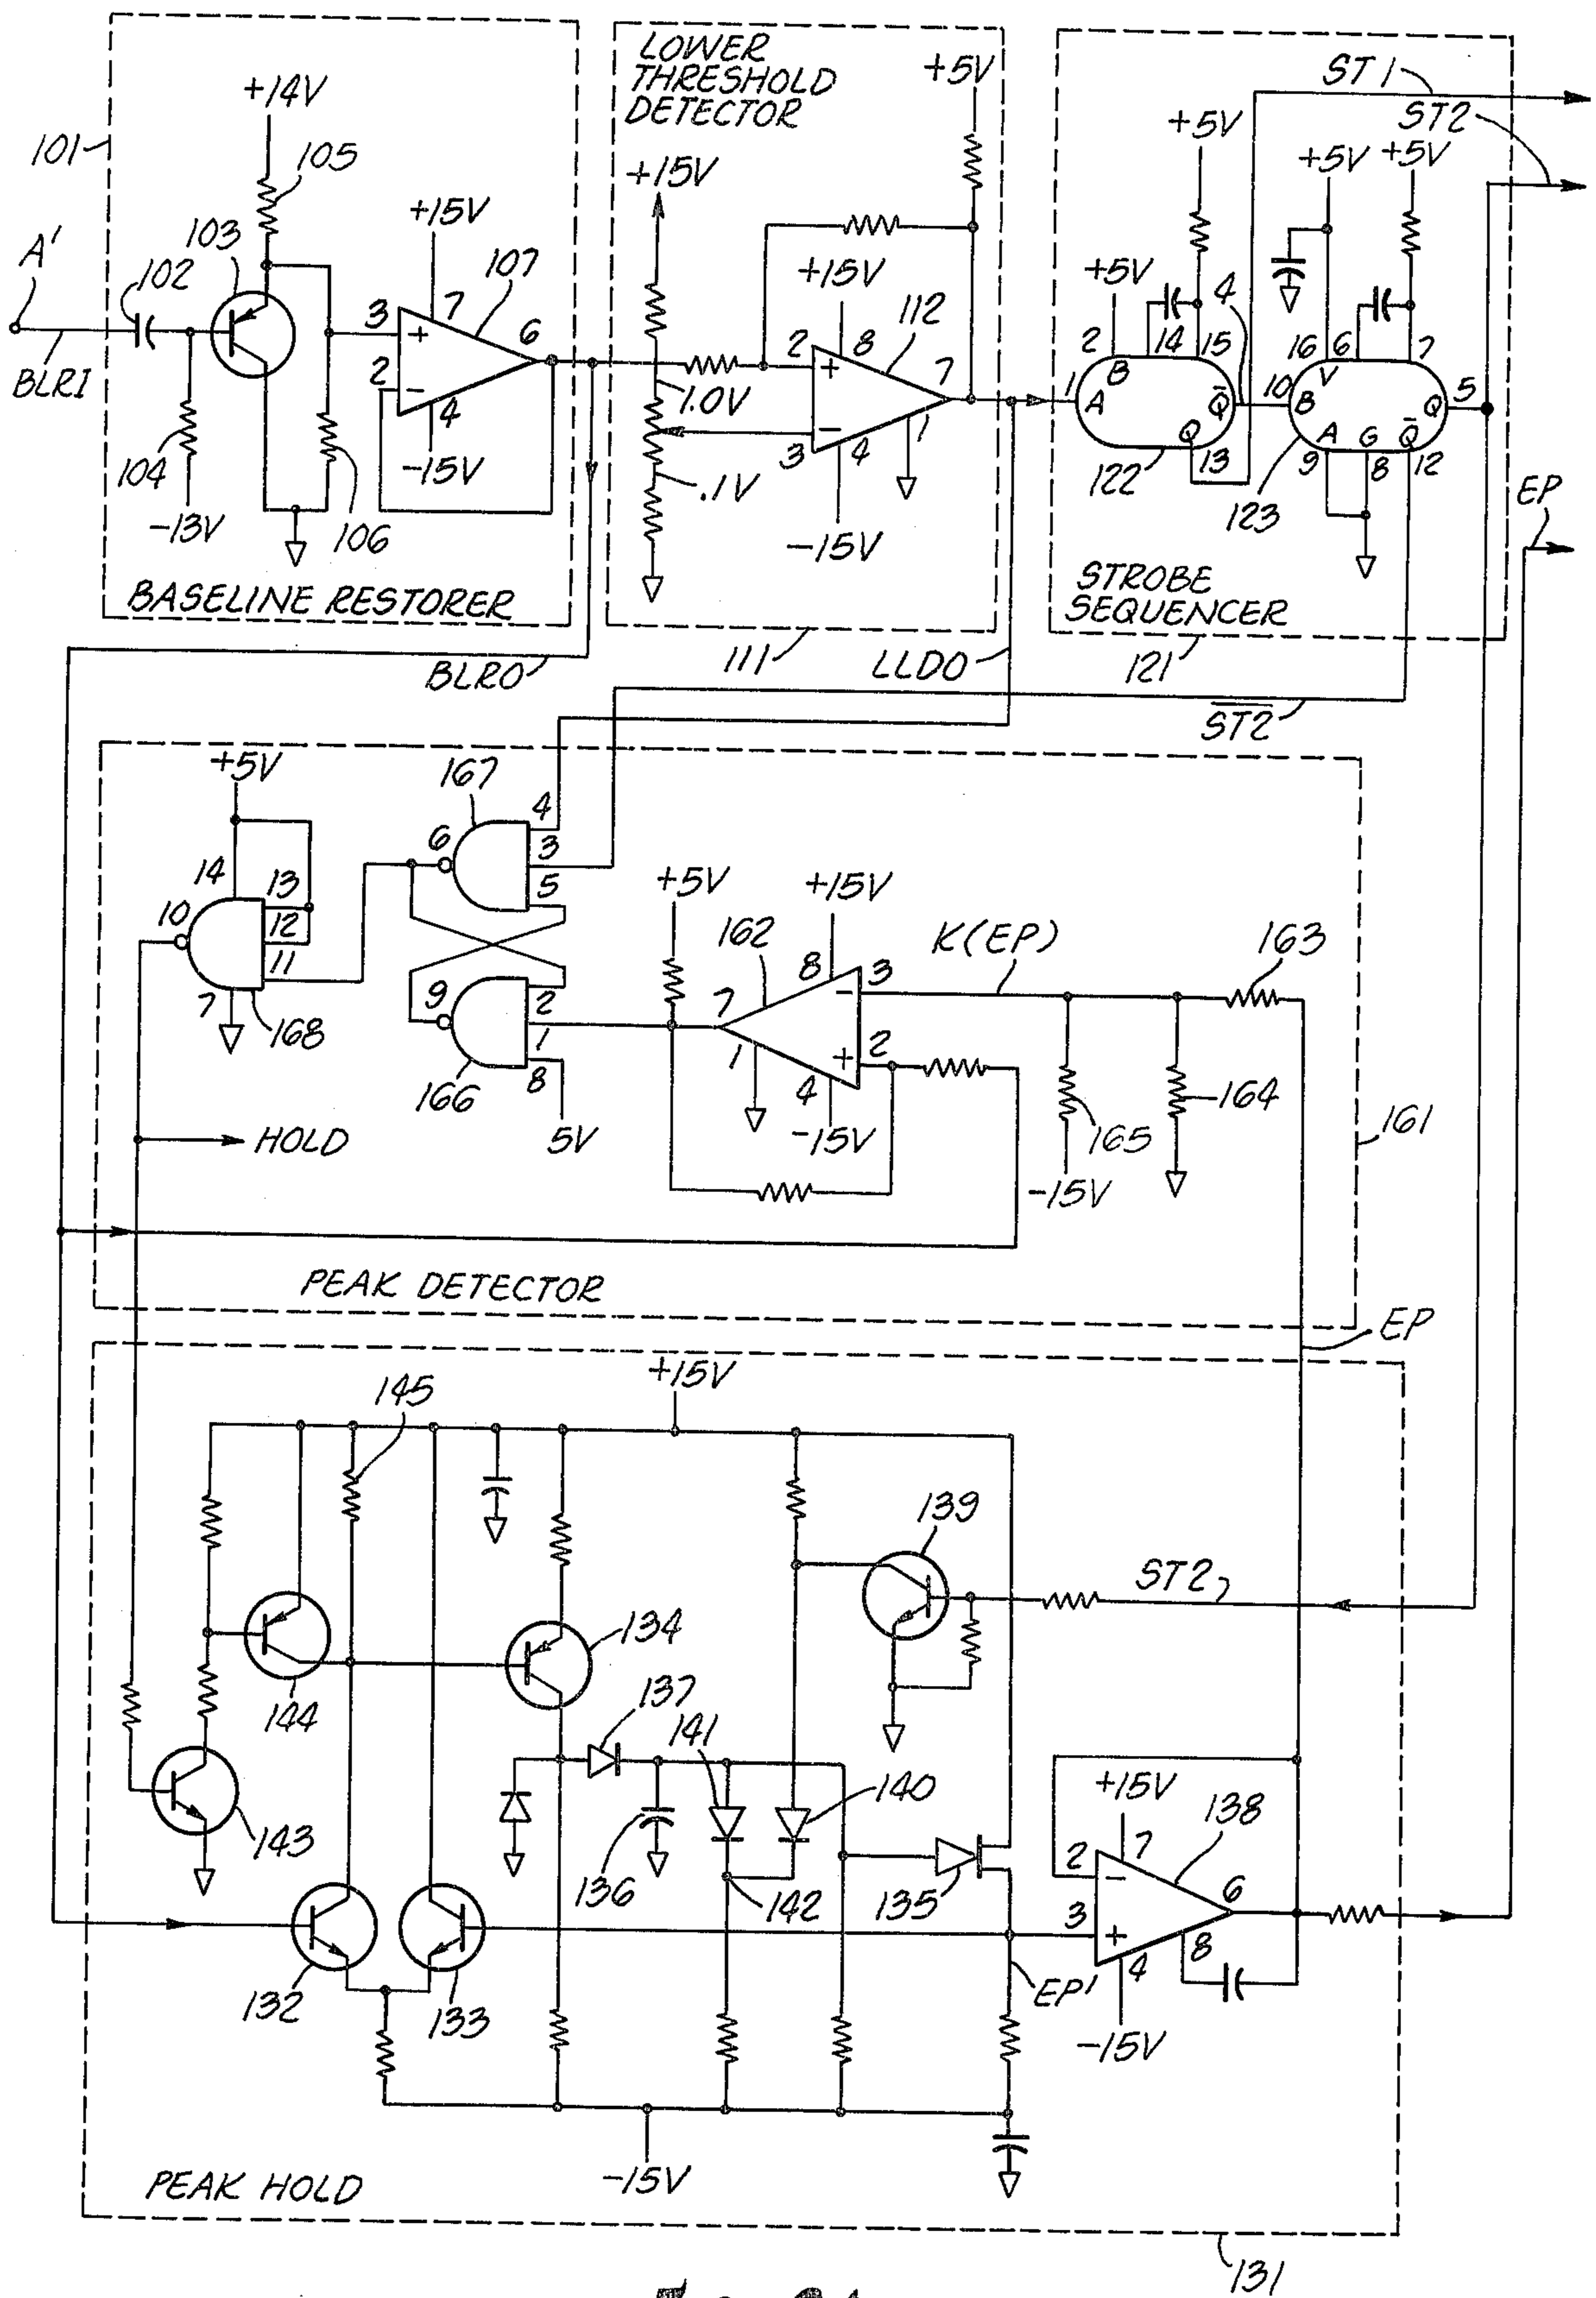 101
A'
BLRI
102
+14V
105
103
104
-13V
106
+15V
107
3
+
2
-
7
6
4
-15V
BASELINE RESTORER
BLRO
LOWER
THRESHOLD
DETECTOR
+5V
+15V
1.0V
.1V
+15V
8
112
2
+
3
-
7
1
4
-15V
111
LLDO
ST1
ST2
+5V
+5V
+5V
+5V
2
14
15
4
16
6
7
1
A
B
Q̅
Q
13
122
10
B
V
Q
5
A
G
Q̅
9
8
12
123
STROBE
SEQUENCER
121
S̅T̅2̅
EP
+5V
14
13
12
11
10
7
168
167
6
4
3
5
9
2
1
8
166
5V
+5V
+15V
162
8
3
-
7
2
+
1
4
-15V
K(EP)
163
164
165
-15V
161
HOLD
PEAK DETECTOR
EP
+15V
145
139
ST2
134
144
137
141
140
143
136
142
135
+15V
138
7
2
-
6
3
+
8
4
-15V
132
133
EP'
-15V
PEAK HOLD
131